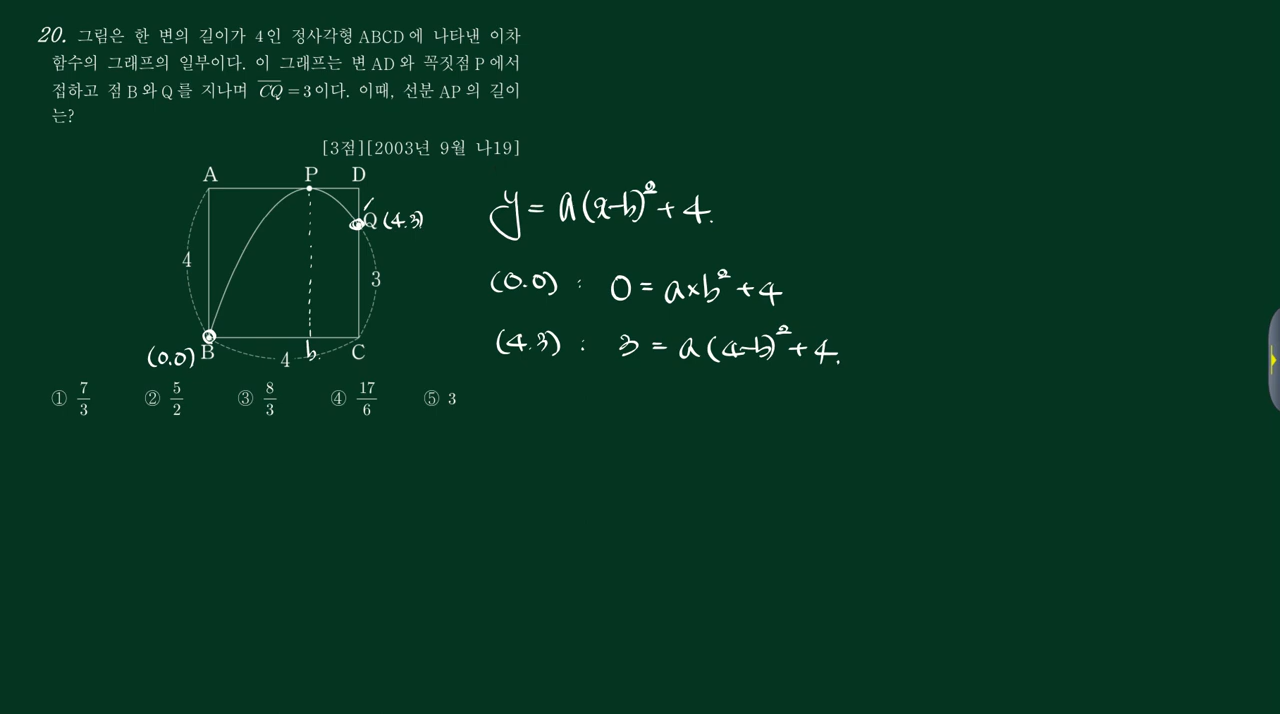 20. 그림은 한 변의 길이가 4인 정사각형 ABCD에 나타낸 이차
함수의 그래프의 일부이다. 이 그래프는 변 AD와 꼭짓점 P에서
접하고 점 B와 Q를 지나며 $\overline{CQ}=3$이다. 이때, 선분 AP의 길이
는?
[3점][2003년 9월 나19]
A P D
Q (4.3)
4
3
(0.0) B 4 b C
y = a(x-b)² + 4.
(0.0) : 0 = a×b² + 4
(4.3) : 3 = a(4-b)² + 4.
① 7/3 ② 5/2 ③ 8/3 ④ 17/6 ⑤ 3